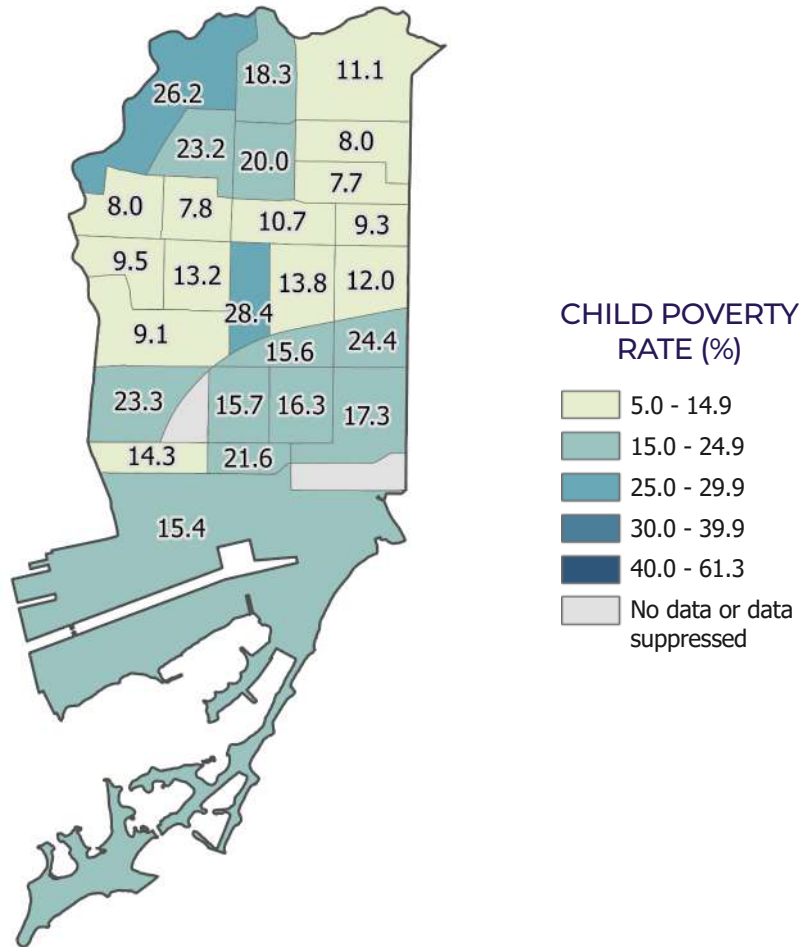 18.3
11.1
26.2
8.0
23.2
20.0
7.7
8.0
7.8
10.7
9.3
9.5
13.2
13.8
12.0
28.4
9.1
15.6
24.4
23.3
15.7
16.3
17.3
14.3
21.6
15.4
CHILD POVERTY
RATE (%)
5.0 - 14.9
15.0 - 24.9
25.0 - 29.9
30.0 - 39.9
40.0 - 61.3
No data or data
suppressed